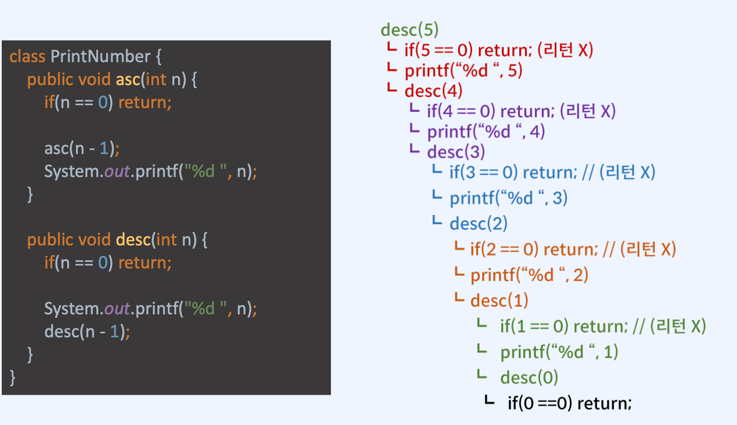 class PrintNumber {
public void asc(int n) {
if(n == 0) return;
asc(n - 1);
System.out.printf("%d ", n);
}
public void desc(int n) {
if(n == 0) return;
System.out.printf("%d ", n);
desc(n - 1);
}
}
desc(5)
┗ if(5 == 0) return; (리턴 X)
┗ printf(“%d “, 5)
┗ desc(4)
┗ if(4 == 0) return; (리턴 X)
┗ printf(“%d “, 4)
┗ desc(3)
┗ if(3 == 0) return; // (리턴 X)
┗ printf(“%d “, 3)
┗ desc(2)
┗ if(2 == 0) return; // (리턴 X)
┗ printf(“%d “, 2)
┗ desc(1)
┗ if(1 == 0) return; // (리턴 X)
┗ printf(“%d “, 1)
┗ desc(0)
┗ if(0 ==0) return;